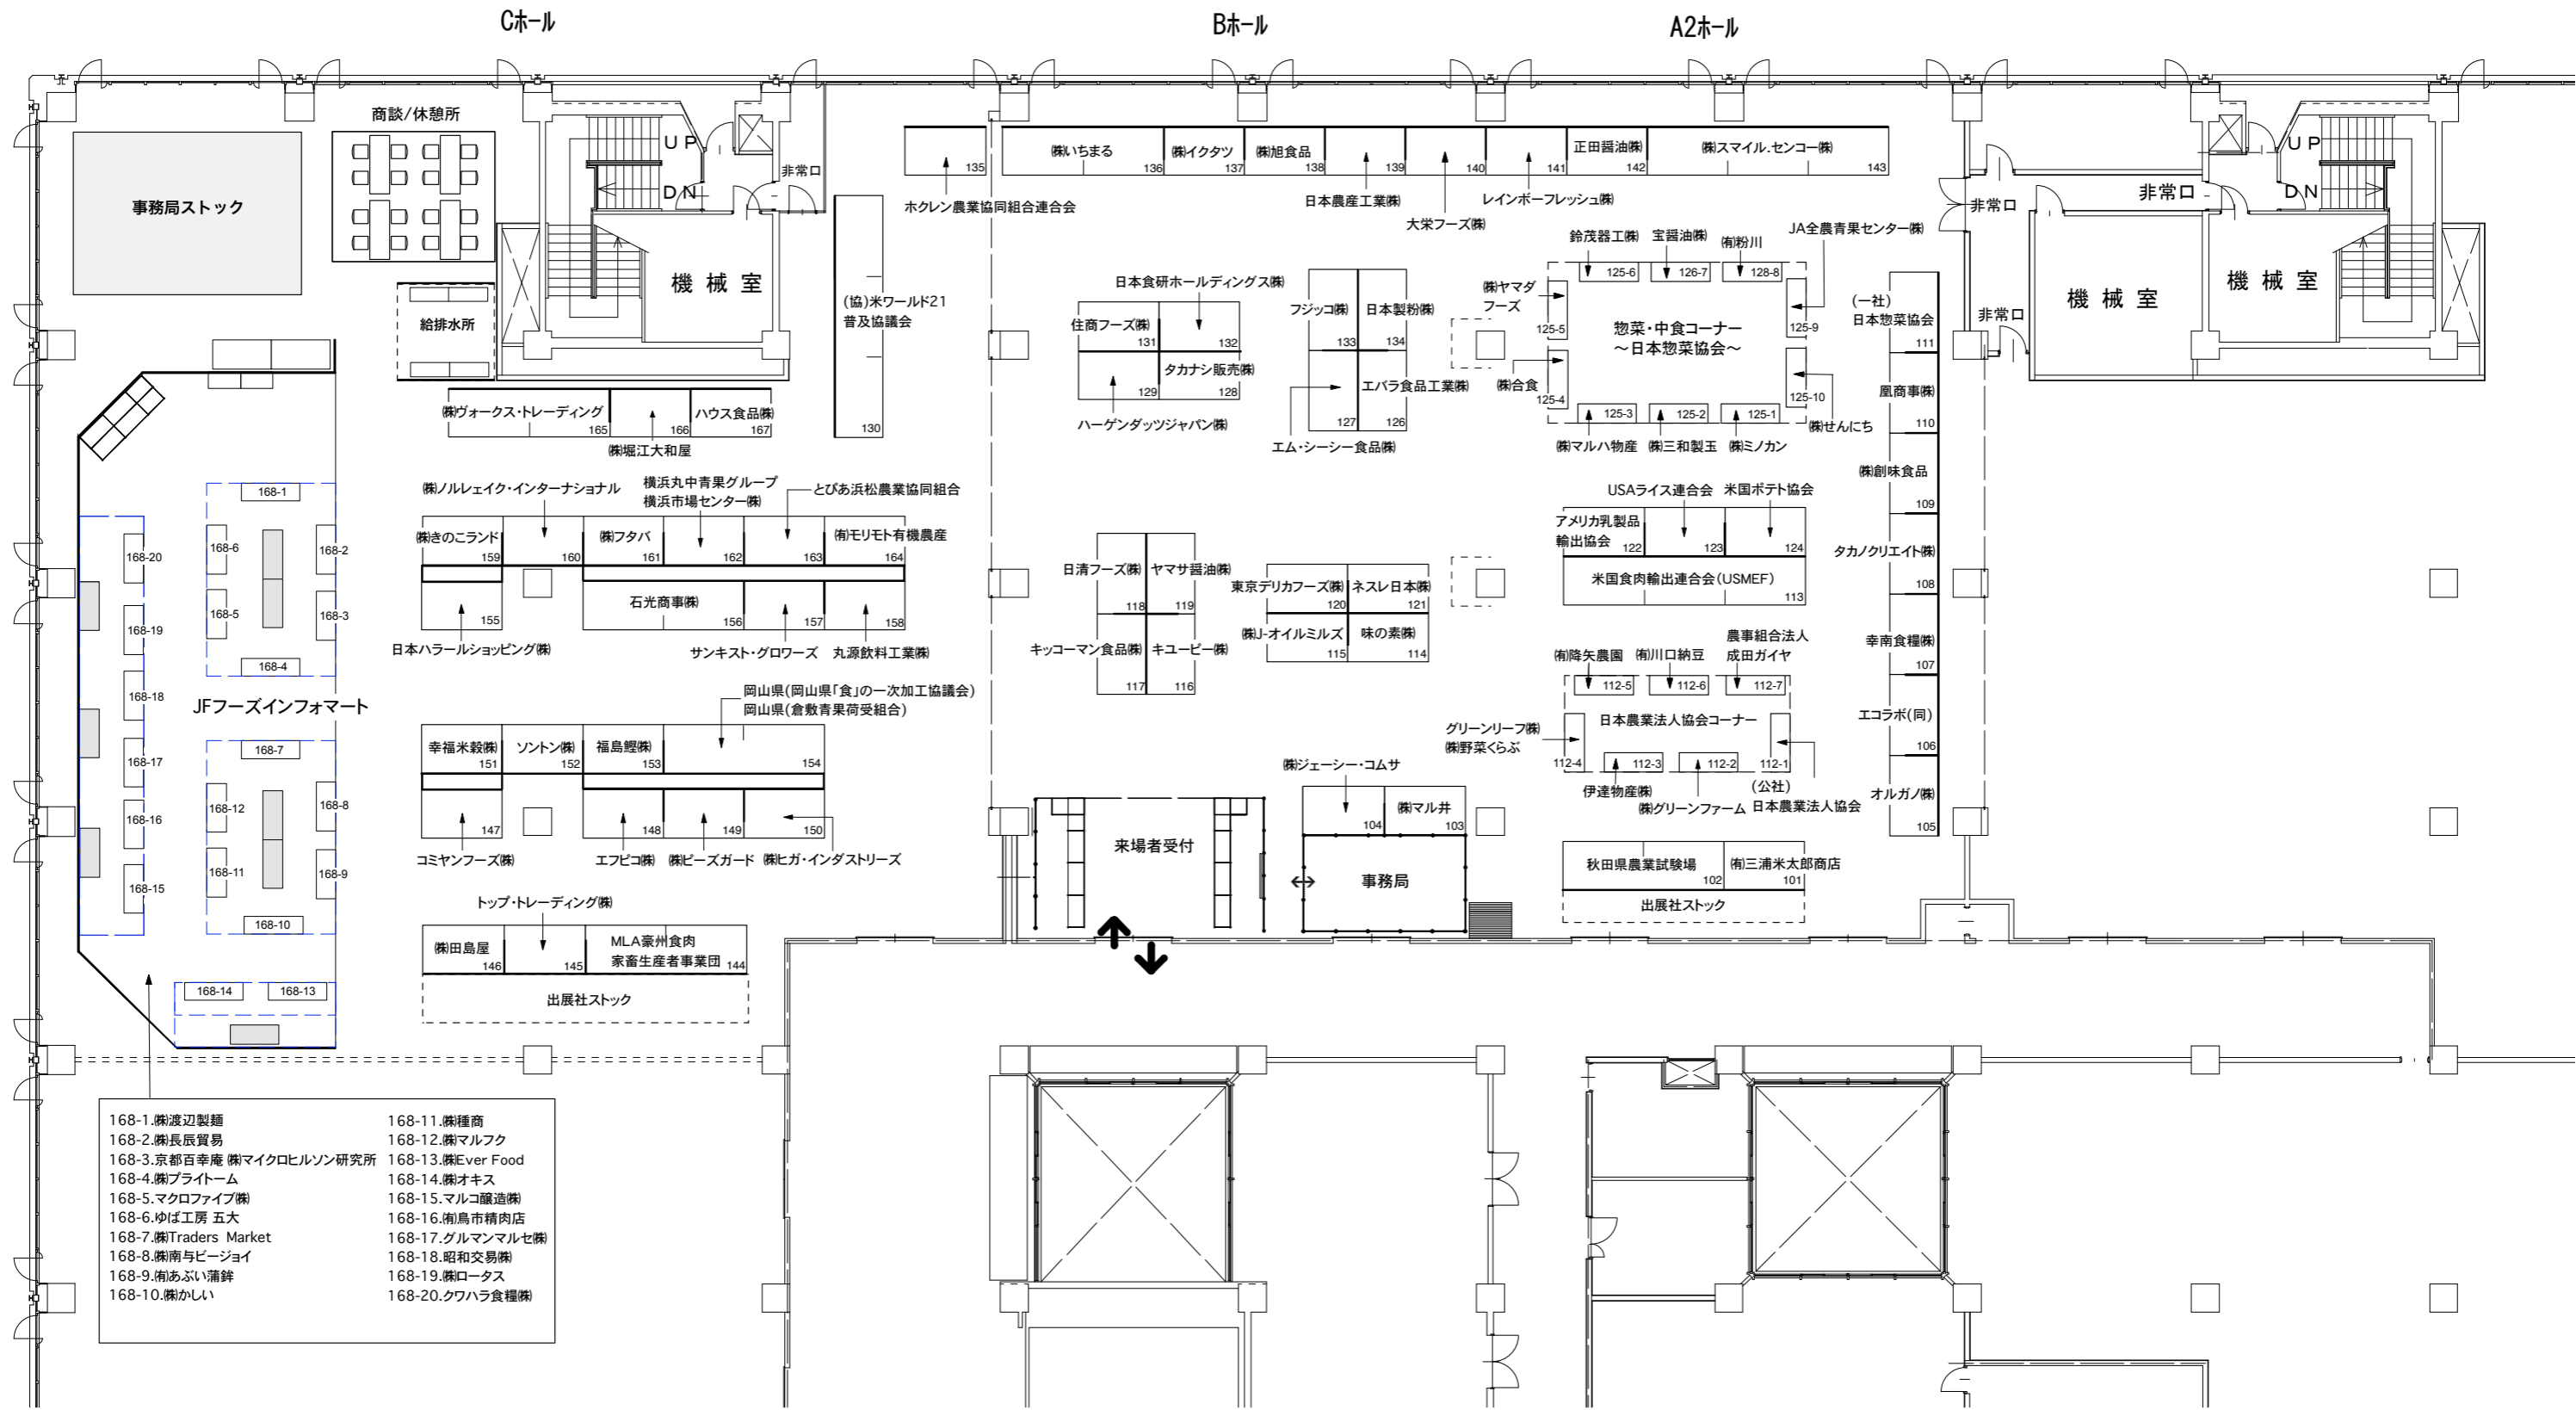 Cホール
Bホール
A2ホール
商談/休憩所
事務局ストック
給排水所
UP
DN
非常口
機械室
135
ホクレン農業協同組合連合会
㈱いちまる
136
㈱イクタツ
137
㈱旭食品
138
139
日本農産工業㈱
140
大栄フーズ㈱
141
レインボーフレッシュ㈱
正田醤油㈱
142
㈱スマイル.センコー㈱
143
非常口
非常口
非常口
UP
DN
機械室
機械室
(協)米ワールド21
普及協議会
130
日本食研ホールディングス㈱
住商フーズ㈱
131
132
タカナシ販売㈱
129
128
ハーゲンダッツジャパン㈱
フジッコ㈱
日本製粉㈱
133
134
エバラ食品工業㈱
127
126
エム・シーシー食品㈱
鈴茂器工㈱
宝醤油㈱
㈲粉川
JA全農青果センター㈱
125-6
126-7
128-8
㈱ヤマダ
フーズ
125-5
125-9
惣菜・中食コーナー
～日本惣菜協会～
㈱合食
125-4
125-10
㈱せんにち
125-3
125-2
125-1
㈱マルハ物産
㈱三和製玉
㈱ミノカン
(一社)
日本惣菜協会
111
凰商事㈱
110
㈱創味食品
109
タカノクリエイト㈱
108
幸南食糧㈱
107
エコラボ(同)
106
オルガノ㈱
105
㈱ヴォークス・トレーディング
165
166
ハウス食品㈱
167
㈱堀江大和屋
㈱ノルレェイク・インターナショナル
横浜丸中青果グループ
横浜市場センター㈱
とぴあ浜松農業協同組合
㈱きのこランド
159
160
㈱フタバ
161
162
163
㈲モリモト有機農産
164
155
石光商事㈱
156
157
158
日本ハラールショッピング㈱
サンキスト・グロワーズ
丸源飲料工業㈱
岡山県(岡山県「食」の一次加工協議会)
岡山県(倉敷青果荷受組合)
幸福米穀㈱
151
ソントン㈱
152
福島鰹㈱
153
154
147
148
149
150
コミヤンフーズ㈱
エフピコ㈱
㈱ビーズガード
㈱ヒガ・インダストリーズ
トップ・トレーディング㈱
㈱田島屋
146
145
MLA豪州食肉
家畜生産者事業団
144
出展社ストック
日清フーズ㈱
ヤマサ醤油㈱
118
119
キッコーマン食品㈱
キユーピー㈱
117
116
東京デリカフーズ㈱
ネスレ日本㈱
120
121
㈱J-オイルミルズ
味の素㈱
115
114
USAライス連合会
米国ポテト協会
アメリカ乳製品
輸出協会
122
123
124
米国食肉輸出連合会(USMEF)
113
農事組合法人
成田ガイヤ
㈲降矢農園
㈲川口納豆
112-5
112-6
112-7
日本農業法人協会コーナー
グリーンリーフ㈱
㈱野菜くらぶ
112-4
112-3
112-2
112-1
伊達物産㈱
㈱グリーンファーム
(公社)
日本農業法人協会
㈱ジェーシー・コムサ
104
㈱マル井
103
来場者受付
事務局
秋田県農業試験場
102
㈲三浦米太郎商店
101
出展社ストック
168-1
168-6
168-2
168-5
168-3
168-4
168-20
168-19
168-18
168-17
168-16
168-15
JFフーズインフォマート
168-7
168-12
168-8
168-11
168-9
168-10
168-14
168-13
168-1.㈱渡辺製麺
168-2.㈱長辰貿易
168-3.京都百幸庵 ㈱マイクロヒルソン研究所
168-4.㈱プライトーム
168-5.マクロファイブ㈱
168-6.ゆば工房 五大
168-7.㈱Traders Market
168-8.㈱南与ビージョイ
168-9.㈲あぶい蒲鉾
168-10.㈱かしい
168-11.㈱種商
168-12.㈱マルフク
168-13.㈱Ever Food
168-14.㈱オキス
168-15.マルコ醸造㈱
168-16.㈲鳥市精肉店
168-17.グルマンマルセ㈱
168-18.昭和交易㈱
168-19.㈱ロータス
168-20.クワハラ食糧㈱